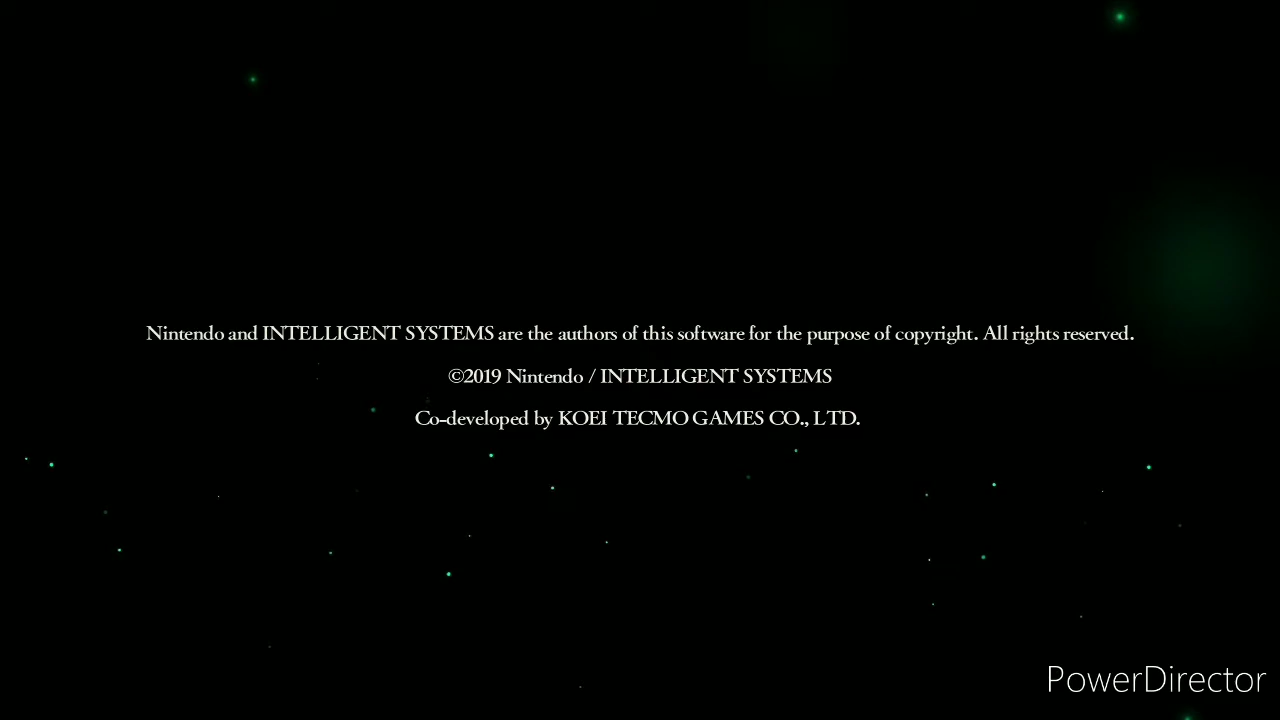 Nintendo and INTELLIGENT SYSTEMS are the authors of this software for the purpose of copyright. All rights reserved.
©2019 Nintendo / INTELLIGENT SYSTEMS
Co-developed by KOEI TECMO GAMES CO., LTD.
PowerDirector